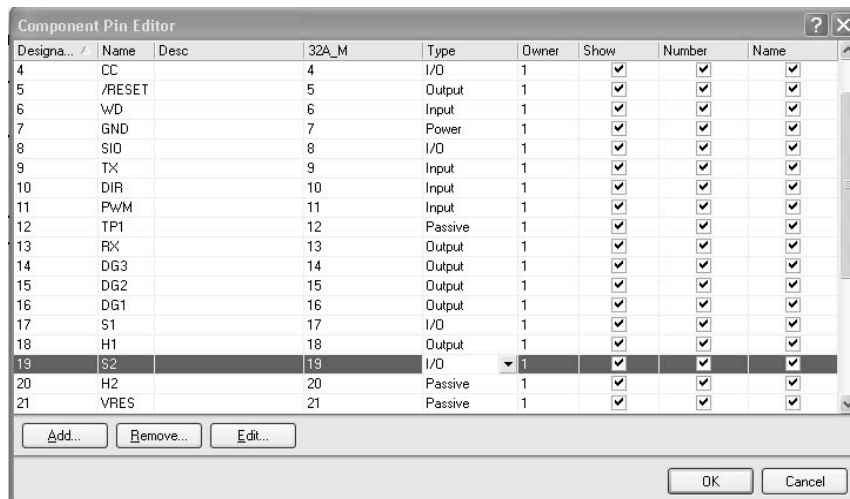 Component Pin Editor
Designa... Name Desc 32A_M Type Owner Show Number Name
4 CC 4 I/O 1
5 /RESET 5 Output 1
6 WD 6 Input 1
7 GND 7 Power 1
8 SIO 8 I/O 1
9 TX 9 Input 1
10 DIR 10 Input 1
11 PWM 11 Input 1
12 TP1 12 Passive 1
13 RX 13 Output 1
14 DG3 14 Output 1
15 DG2 15 Output 1
16 DG1 16 Output 1
17 S1 17 I/O 1
18 H1 18 Output 1
19 S2 19 I/O 1
20 H2 20 Passive 1
21 VRES 21 Passive 1
Add... Remove... Edit...
OK Cancel